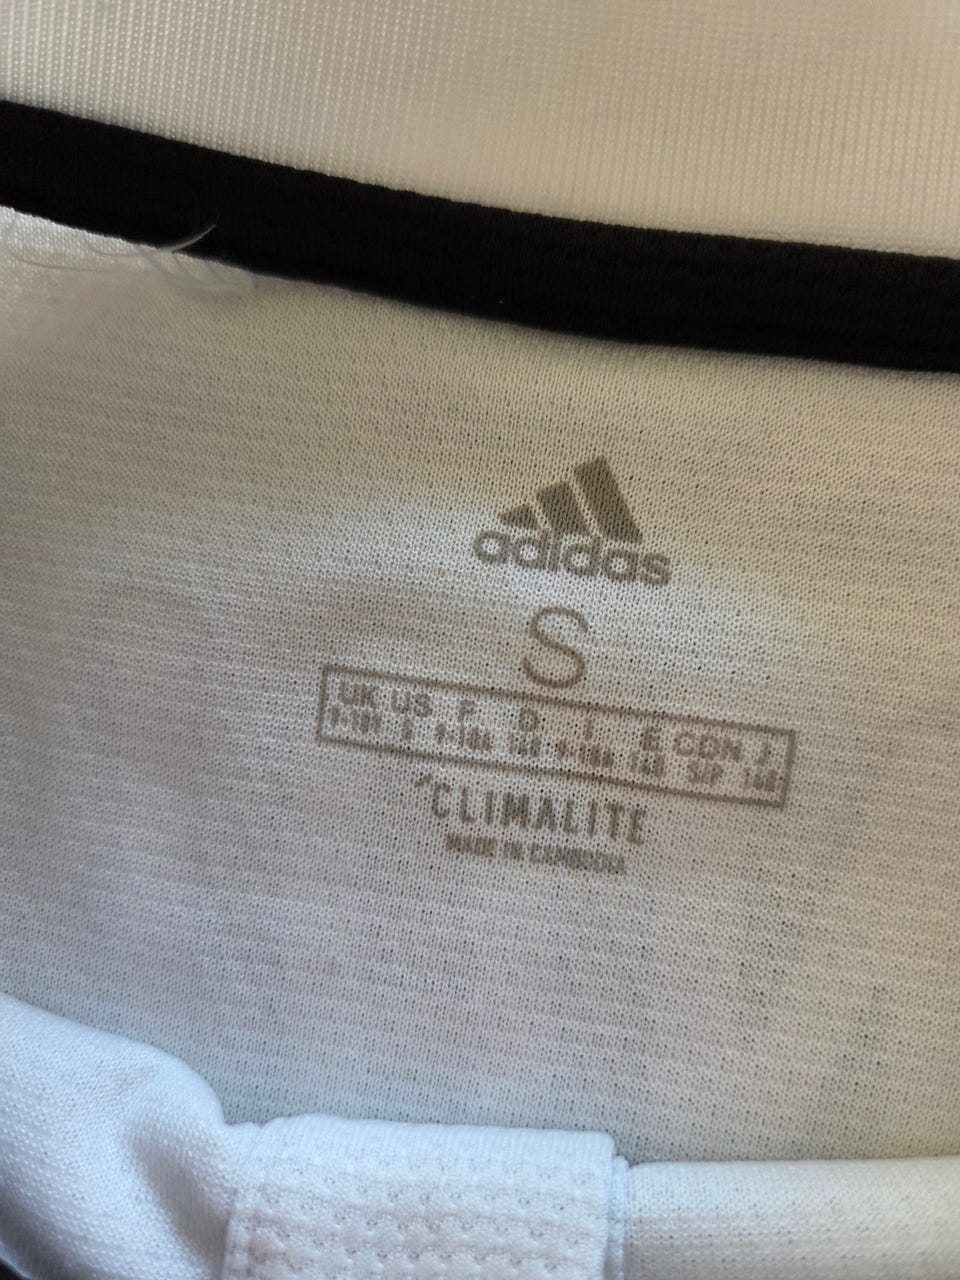 adidas
S
UK US F D I E CDN J
S/P
CLIMALITE
MADE IN CAMBODIA